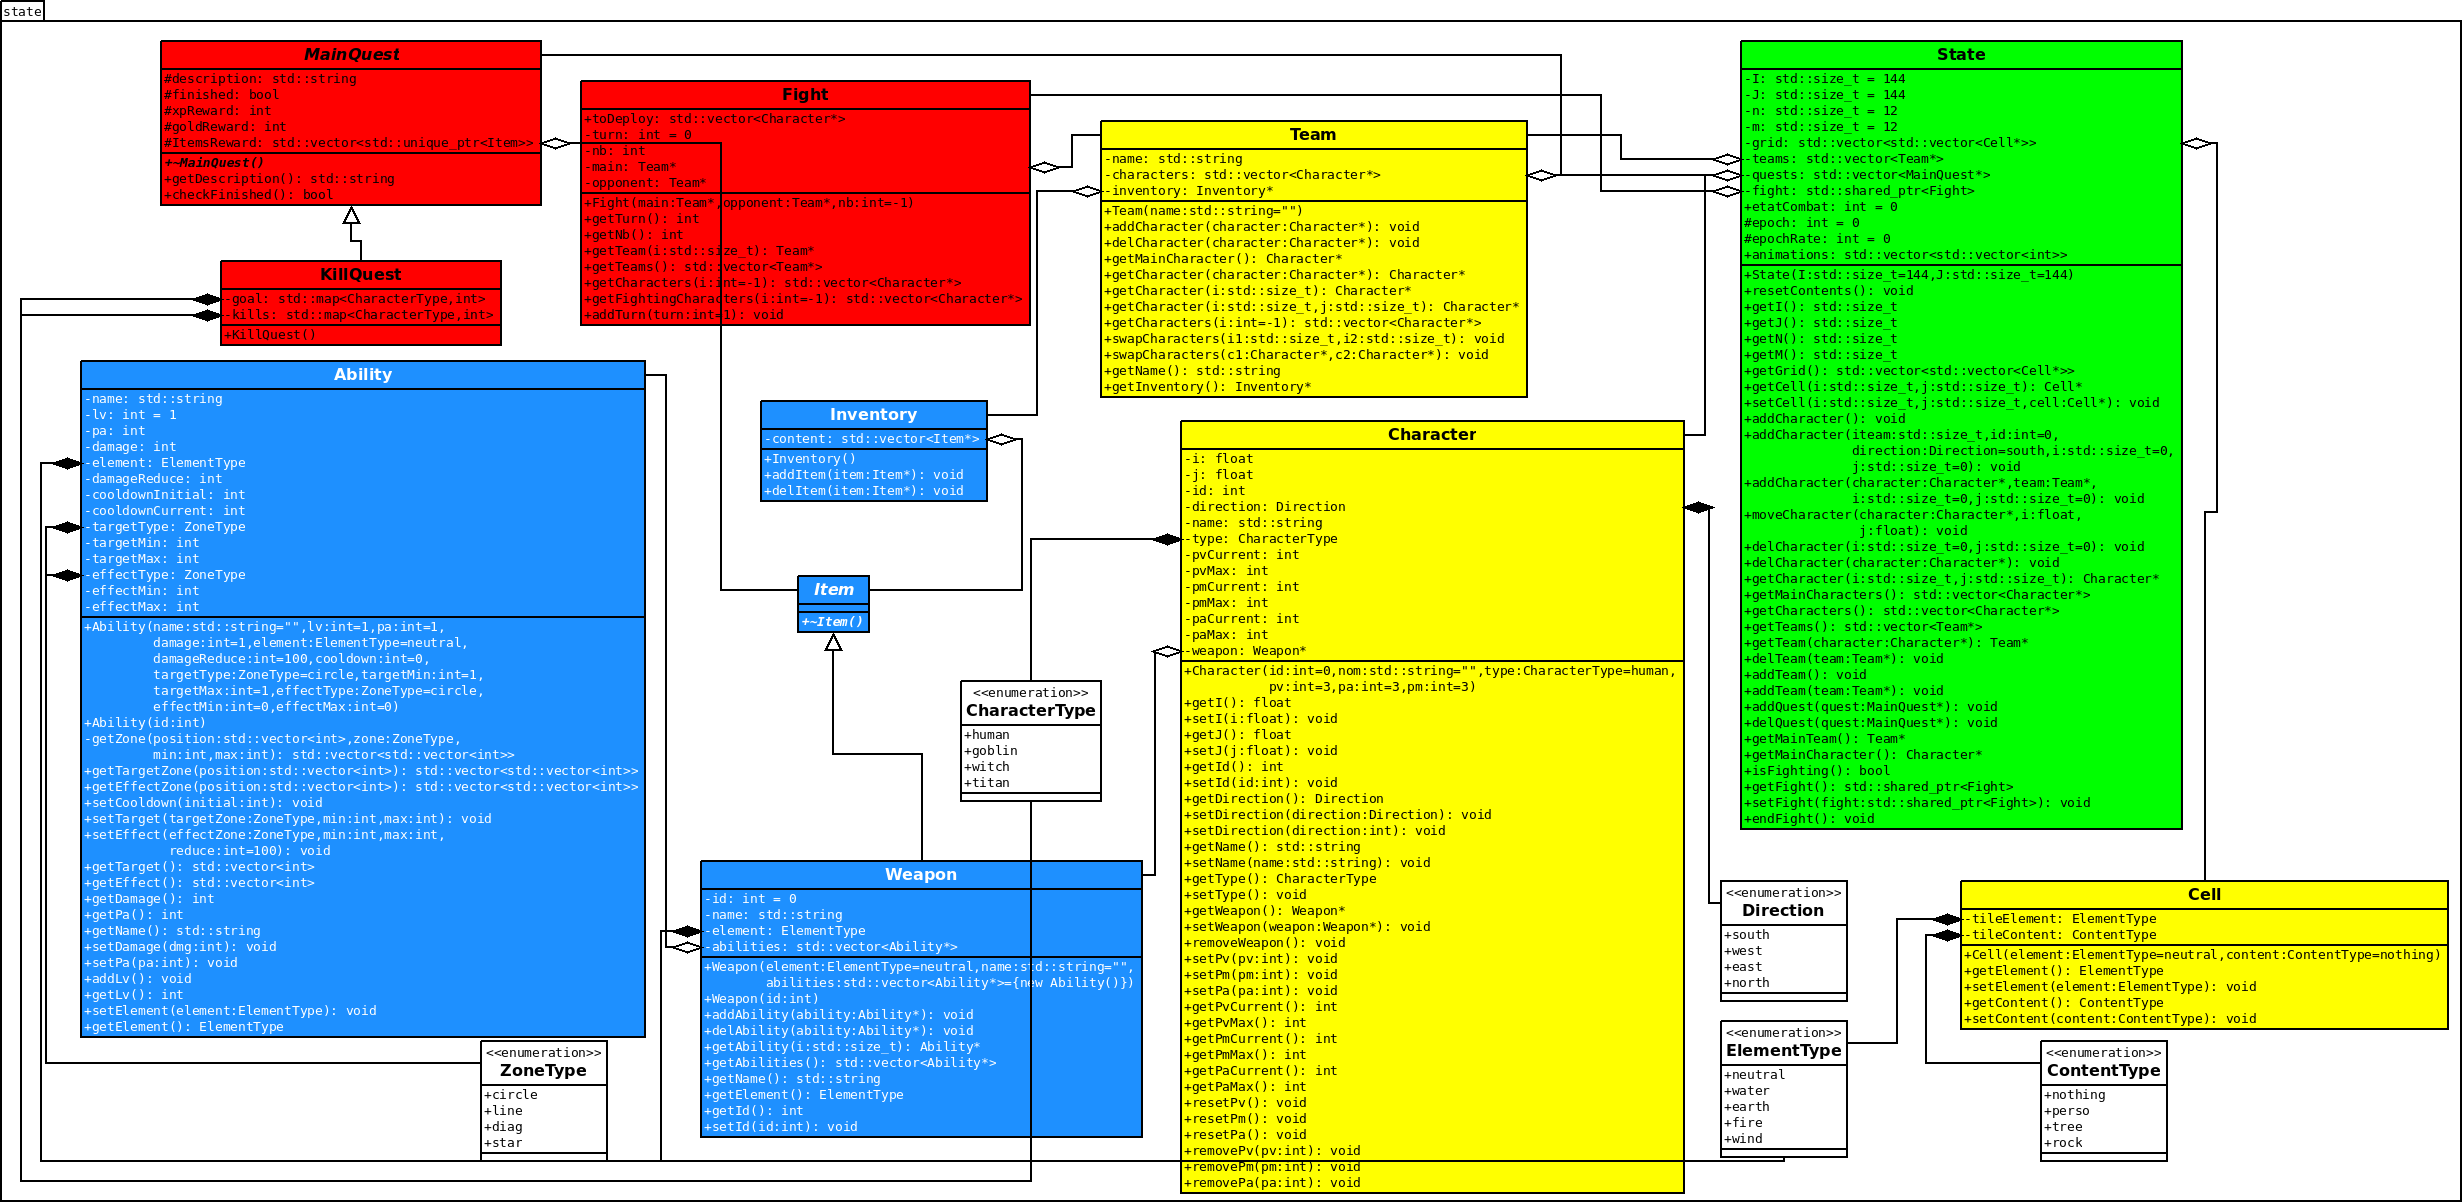 state
MainQuest
#description: std::string
#finished: bool
#xpReward: int
#goldReward: int
#ItemsReward: std::vector<std::unique_ptr<Item>>
+~MainQuest()
+getDescription(): std::string
+checkFinished(): bool
KillQuest
-goal: std::map<CharacterType,int>
-kills: std::map<CharacterType,int>
+KillQuest()
Fight
+toDeploy: std::vector<Character*>
-turn: int = 0
-nb: int
-main: Team*
-opponent: Team*
+Fight(main:Team*,opponent:Team*,nb:int=-1)
+getTurn(): int
+getNb(): int
+getTeam(i:std::size_t): Team*
+getTeams(): std::vector<Team*>
+getCharacters(i:int=-1): std::vector<Character*>
+getFightingCharacters(i:int=-1): std::vector<Character*>
+addTurn(turn:int=1): void
Team
-name: std::string
-characters: std::vector<Character*>
-inventory: Inventory*
+Team(name:std::string="")
+addCharacter(character:Character*): void
+delCharacter(character:Character*): void
+getMainCharacter(): Character*
+getCharacter(character:Character*): Character*
+getCharacter(i:std::size_t): Character*
+getCharacter(i:std::size_t,j:std::size_t): Character*
+getCharacters(i:int=-1): std::vector<Character*>
+swapCharacters(i1:std::size_t,i2:std::size_t): void
+swapCharacters(c1:Character*,c2:Character*): void
+getName(): std::string
+getInventory(): Inventory*
State
-I: std::size_t = 144
-J: std::size_t = 144
-n: std::size_t = 12
-m: std::size_t = 12
-grid: std::vector<std::vector<Cell*>>
-teams: std::vector<Team*>
-quests: std::vector<MainQuest*>
-fight: std::shared_ptr<Fight>
+etatCombat: int = 0
#epoch: int = 0
#epochRate: int = 0
+animations: std::vector<std::vector<int>>
+State(I:std::size_t=144,J:std::size_t=144)
+resetContents(): void
+getI(): std::size_t
+getJ(): std::size_t
+getN(): std::size_t
+getM(): std::size_t
+getGrid(): std::vector<std::vector<Cell*>>
+getCell(i:std::size_t,j:std::size_t): Cell*
+setCell(i:std::size_t,j:std::size_t,cell:Cell*): void
+addCharacter(): void
+addCharacter(iteam:std::size_t,id:int=0,
direction:Direction=south,i:std::size_t=0,
j:std::size_t=0): void
+addCharacter(character:Character*,team:Team*,
i:std::size_t=0,j:std::size_t=0): void
+moveCharacter(character:Character*,i:float,
j:float): void
+delCharacter(i:std::size_t=0,j:std::size_t=0): void
+delCharacter(character:Character*): void
+getCharacter(i:std::size_t,j:std::size_t): Character*
+getMainCharacters(): std::vector<Character*>
+getCharacters(): std::vector<Character*>
+getTeams(): std::vector<Team*>
+getTeam(character:Character*): Team*
+delTeam(team:Team*): void
+addTeam(): void
+addTeam(team:Team*): void
+addQuest(quest:MainQuest*): void
+delQuest(quest:MainQuest*): void
+getMainTeam(): Team*
+getMainCharacter(): Character*
+isFighting(): bool
+getFight(): std::shared_ptr<Fight>
+setFight(fight:std::shared_ptr<Fight>): void
+endFight(): void
Ability
-name: std::string
-lv: int = 1
-pa: int
-damage: int
-element: ElementType
-damageReduce: int
-cooldownInitial: int
-cooldownCurrent: int
-targetType: ZoneType
-targetMin: int
-targetMax: int
-effectType: ZoneType
-effectMin: int
-effectMax: int
+Ability(name:std::string="",lv:int=1,pa:int=1,
damage:int=1,element:ElementType=neutral,
damageReduce:int=100,cooldown:int=0,
targetType:ZoneType=circle,targetMin:int=1,
targetMax:int=1,effectType:ZoneType=circle,
effectMin:int=0,effectMax:int=0)
+Ability(id:int)
-getZone(position:std::vector<int>,zone:ZoneType,
min:int,max:int): std::vector<std::vector<int>>
+getTargetZone(position:std::vector<int>): std::vector<std::vector<int>>
+getEffectZone(position:std::vector<int>): std::vector<std::vector<int>>
+setCooldown(initial:int): void
+setTarget(targetZone:ZoneType,min:int,max:int): void
+setEffect(effectZone:ZoneType,min:int,max:int,
reduce:int=100): void
+getTarget(): std::vector<int>
+getEffect(): std::vector<int>
+getDamage(): int
+getPa(): int
+getName(): std::string
+setDamage(dmg:int): void
+setPa(pa:int): void
+addLv(): void
+getLv(): int
+setElement(element:ElementType): void
+getElement(): ElementType
Inventory
-content: std::vector<Item*>
+Inventory()
+addItem(item:Item*): void
+delItem(item:Item*): void
Item
+~Item()
<<enumeration>>
CharacterType
+human
+goblin
+witch
+titan
Character
-i: float
-j: float
-id: int
-direction: Direction
-name: std::string
-type: CharacterType
-pvCurrent: int
-pvMax: int
-pmCurrent: int
-pmMax: int
-paCurrent: int
-paMax: int
-weapon: Weapon*
+Character(id:int=0,nom:std::string="",type:CharacterType=human,
pv:int=3,pa:int=3,pm:int=3)
+getI(): float
+setI(i:float): void
+getJ(): float
+setJ(j:float): void
+getId(): int
+setId(id:int): void
+getDirection(): Direction
+setDirection(direction:Direction): void
+setDirection(direction:int): void
+getName(): std::string
+setName(name:std::string): void
+getType(): CharacterType
+setType(): void
+getWeapon(): Weapon*
+setWeapon(weapon:Weapon*): void
+removeWeapon(): void
+setPv(pv:int): void
+setPm(pm:int): void
+setPa(pa:int): void
+getPvCurrent(): int
+getPvMax(): int
+getPmCurrent(): int
+getPmMax(): int
+getPaCurrent(): int
+getPaMax(): int
+resetPv(): void
+resetPm(): void
+resetPa(): void
+removePv(pv:int): void
+removePm(pm:int): void
+removePa(pa:int): void
Weapon
-id: int = 0
-name: std::string
-element: ElementType
-abilities: std::vector<Ability*>
+Weapon(element:ElementType=neutral,name:std::string="",
abilities:std::vector<Ability*>={new Ability()})
+Weapon(id:int)
+addAbility(ability:Ability*): void
+delAbility(ability:Ability*): void
+getAbility(i:std::size_t): Ability*
+getAbilities(): std::vector<Ability*>
+getName(): std::string
+getElement(): ElementType
+getId(): int
+setId(id:int): void
<<enumeration>>
ZoneType
+circle
+line
+diag
+star
<<enumeration>>
Direction
+south
+west
+east
+north
<<enumeration>>
ElementType
+neutral
+water
+earth
+fire
+wind
Cell
-tileElement: ElementType
-tileContent: ContentType
+Cell(element:ElementType=neutral,content:ContentType=nothing)
+getElement(): ElementType
+setElement(element:ElementType): void
+getContent(): ContentType
+setContent(content:ContentType): void
<<enumeration>>
ContentType
+nothing
+perso
+tree
+rock